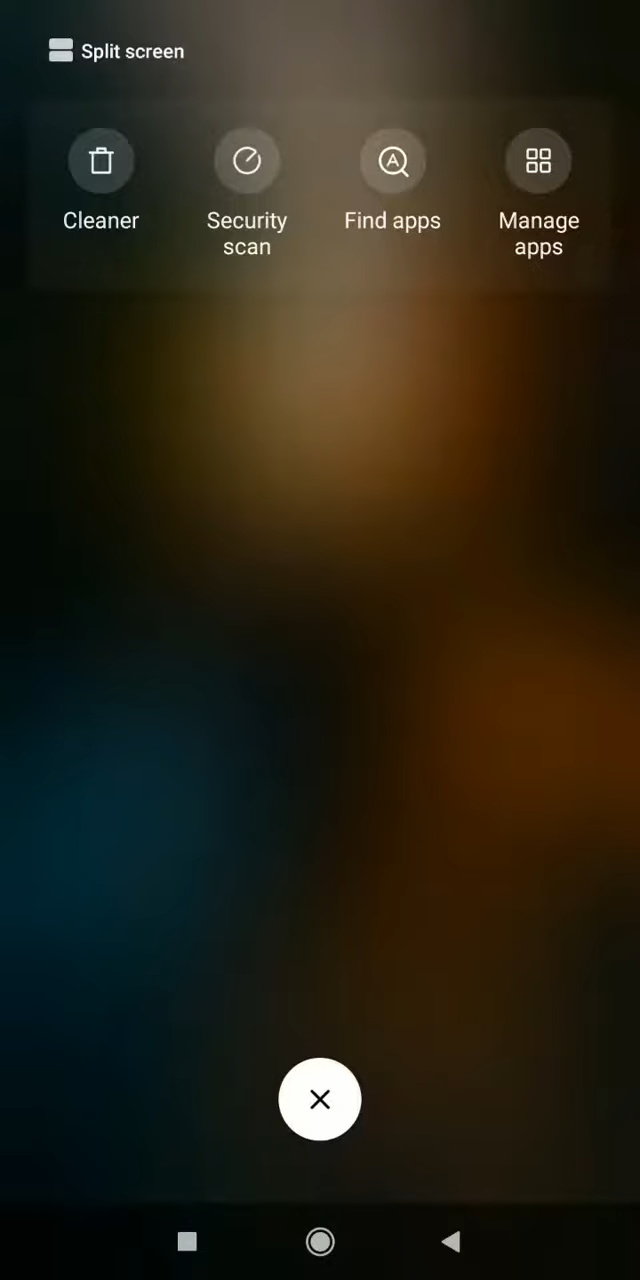 Split screen
Cleaner
Security
scan
Find apps
Manage
apps